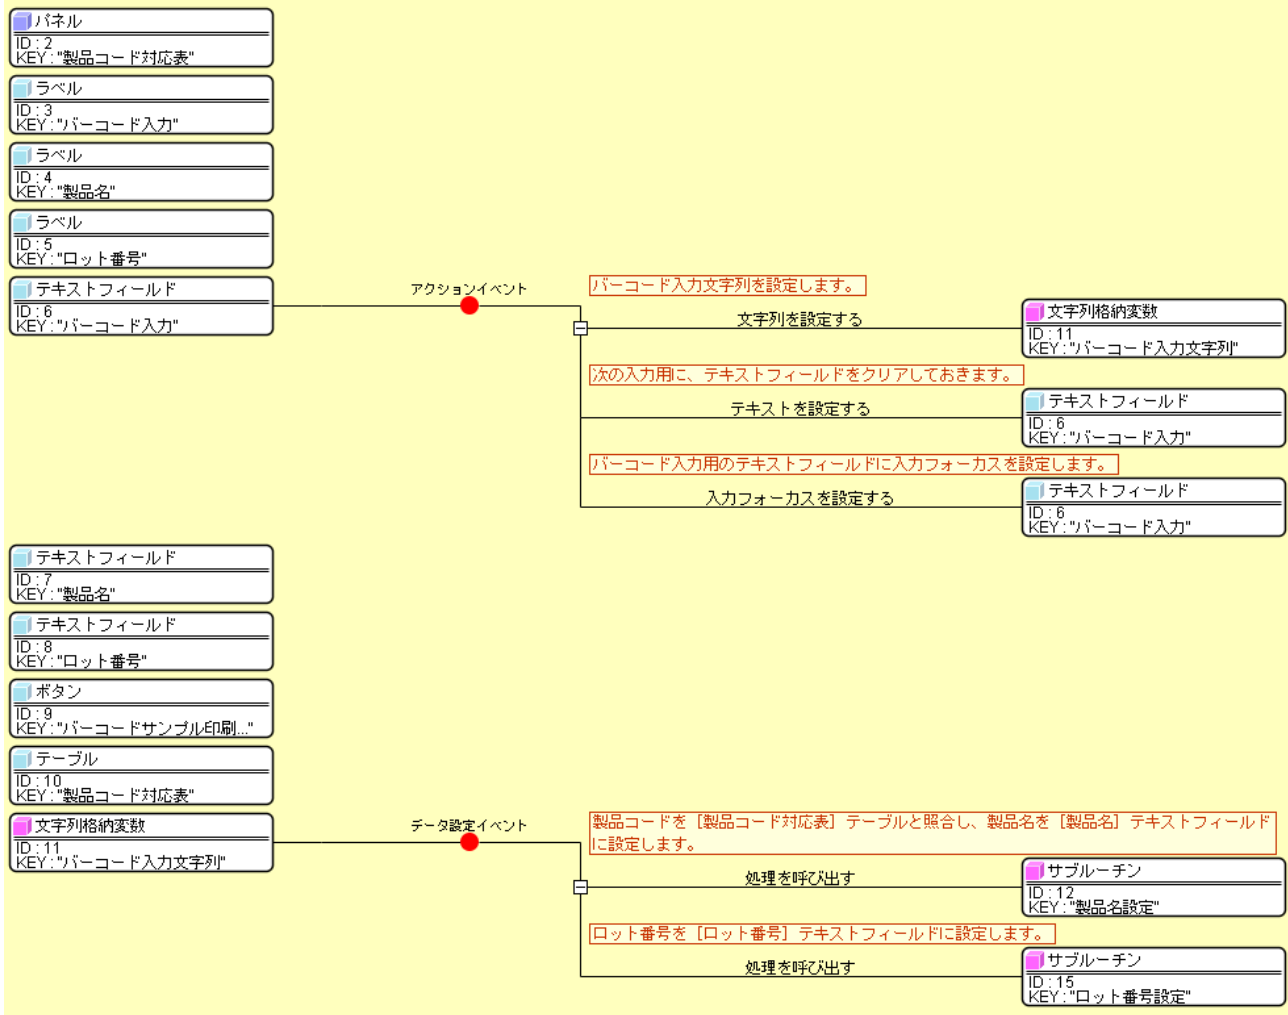 パネル
ID : 2
KEY : "製品コード対応表"
ラベル
ID : 3
KEY : "バーコード入力"
ラベル
ID : 4
KEY : "製品名"
ラベル
ID : 5
KEY : "ロット番号"
テキストフィールド
ID : 6
KEY : "バーコード入力"
アクションイベント
バーコード入力文字列を設定します。
文字列を設定する
文字列格納変数
ID : 11
KEY : "バーコード入力文字列"
次の入力用に、テキストフィールドをクリアしておきます。
テキストを設定する
テキストフィールド
ID : 6
KEY : "バーコード入力"
バーコード入力用のテキストフィールドに入力フォーカスを設定します。
入力フォーカスを設定する
テキストフィールド
ID : 6
KEY : "バーコード入力"
テキストフィールド
ID : 7
KEY : "製品名"
テキストフィールド
ID : 8
KEY : "ロット番号"
ボタン
ID : 9
KEY : "バーコードサンプル印刷..."
テーブル
ID : 10
KEY : "製品コード対応表"
文字列格納変数
ID : 11
KEY : "バーコード入力文字列"
データ設定イベント
製品コードを［製品コード対応表］テーブルと照合し、製品名を［製品名］テキストフィールド
に設定します。
処理を呼び出す
サブルーチン
ID : 12
KEY : "製品名設定"
ロット番号を［ロット番号］テキストフィールドに設定します。
処理を呼び出す
サブルーチン
ID : 15
KEY : "ロット番号設定"